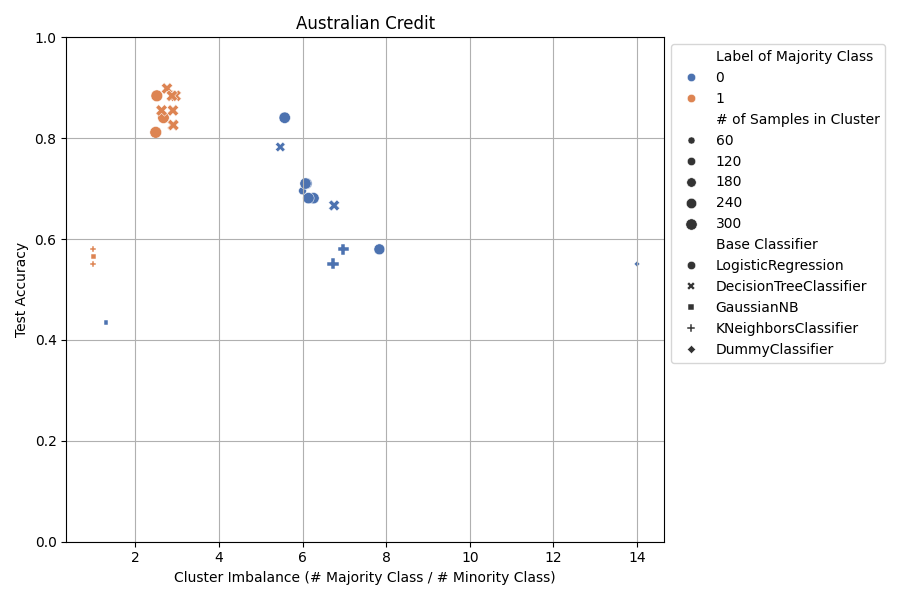 Australian Credit
Test Accuracy
1.0
0.8
0.6
0.4
0.2
0.0
2
4
6
8
10
12
14
Cluster Imbalance (# Majority Class / # Minority Class)
Label of Majority Class
0
1
# of Samples in Cluster
60
120
180
240
300
Base Classifier
LogisticRegression
DecisionTreeClassifier
GaussianNB
KNeighborsClassifier
DummyClassifier